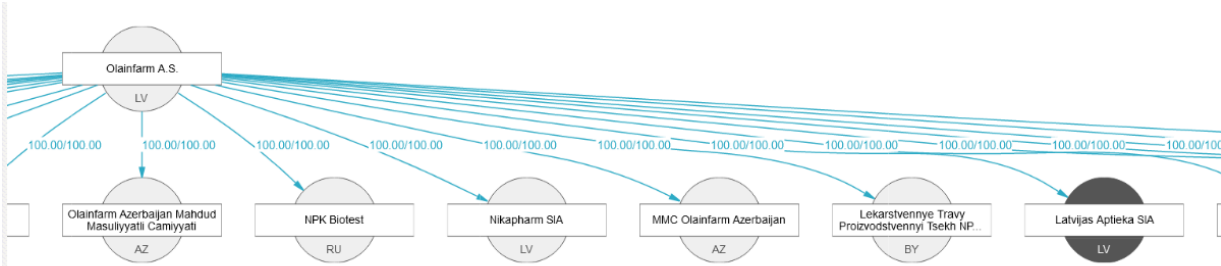 Olainfarm A.S.
LV
100.00/100.00 100.00/100.00 100.00/100.00 100.00/100.00 100.00/100.00 100.00/100.00 100.00/100.00 100.00/100.00 100.00/100.00 100.00/100.00 100.00/100
Olainfarm Azerbaijan Mahdud
Masuliyyatli Camiyyati
AZ
NPK Biotest
RU
Nikapharm SIA
LV
MMC Olainfarm Azerbaijan
AZ
Lekarstvennye Travy
Proizvodstvennyi Tsekh NP...
BY
Latvijas Aptieka SIA
LV